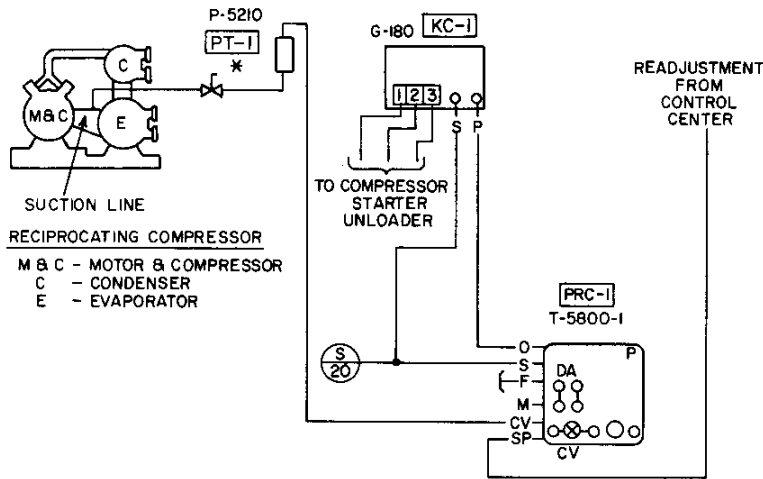 P-5210
PT-1
*
C
M & C
E
SUCTION LINE
RECIPROCATING COMPRESSOR
M & C - MOTOR & COMPRESSOR
C - CONDENSER
E - EVAPORATOR
G-180
KC-1
1 2 3
S P
TO COMPRESSOR
STARTER
UNLOADER
READJUSTMENT
FROM
CONTROL
CENTER
PRC-1
T-5800-1
S
20
O
S
F
M
CV
SP
P
DA
CV